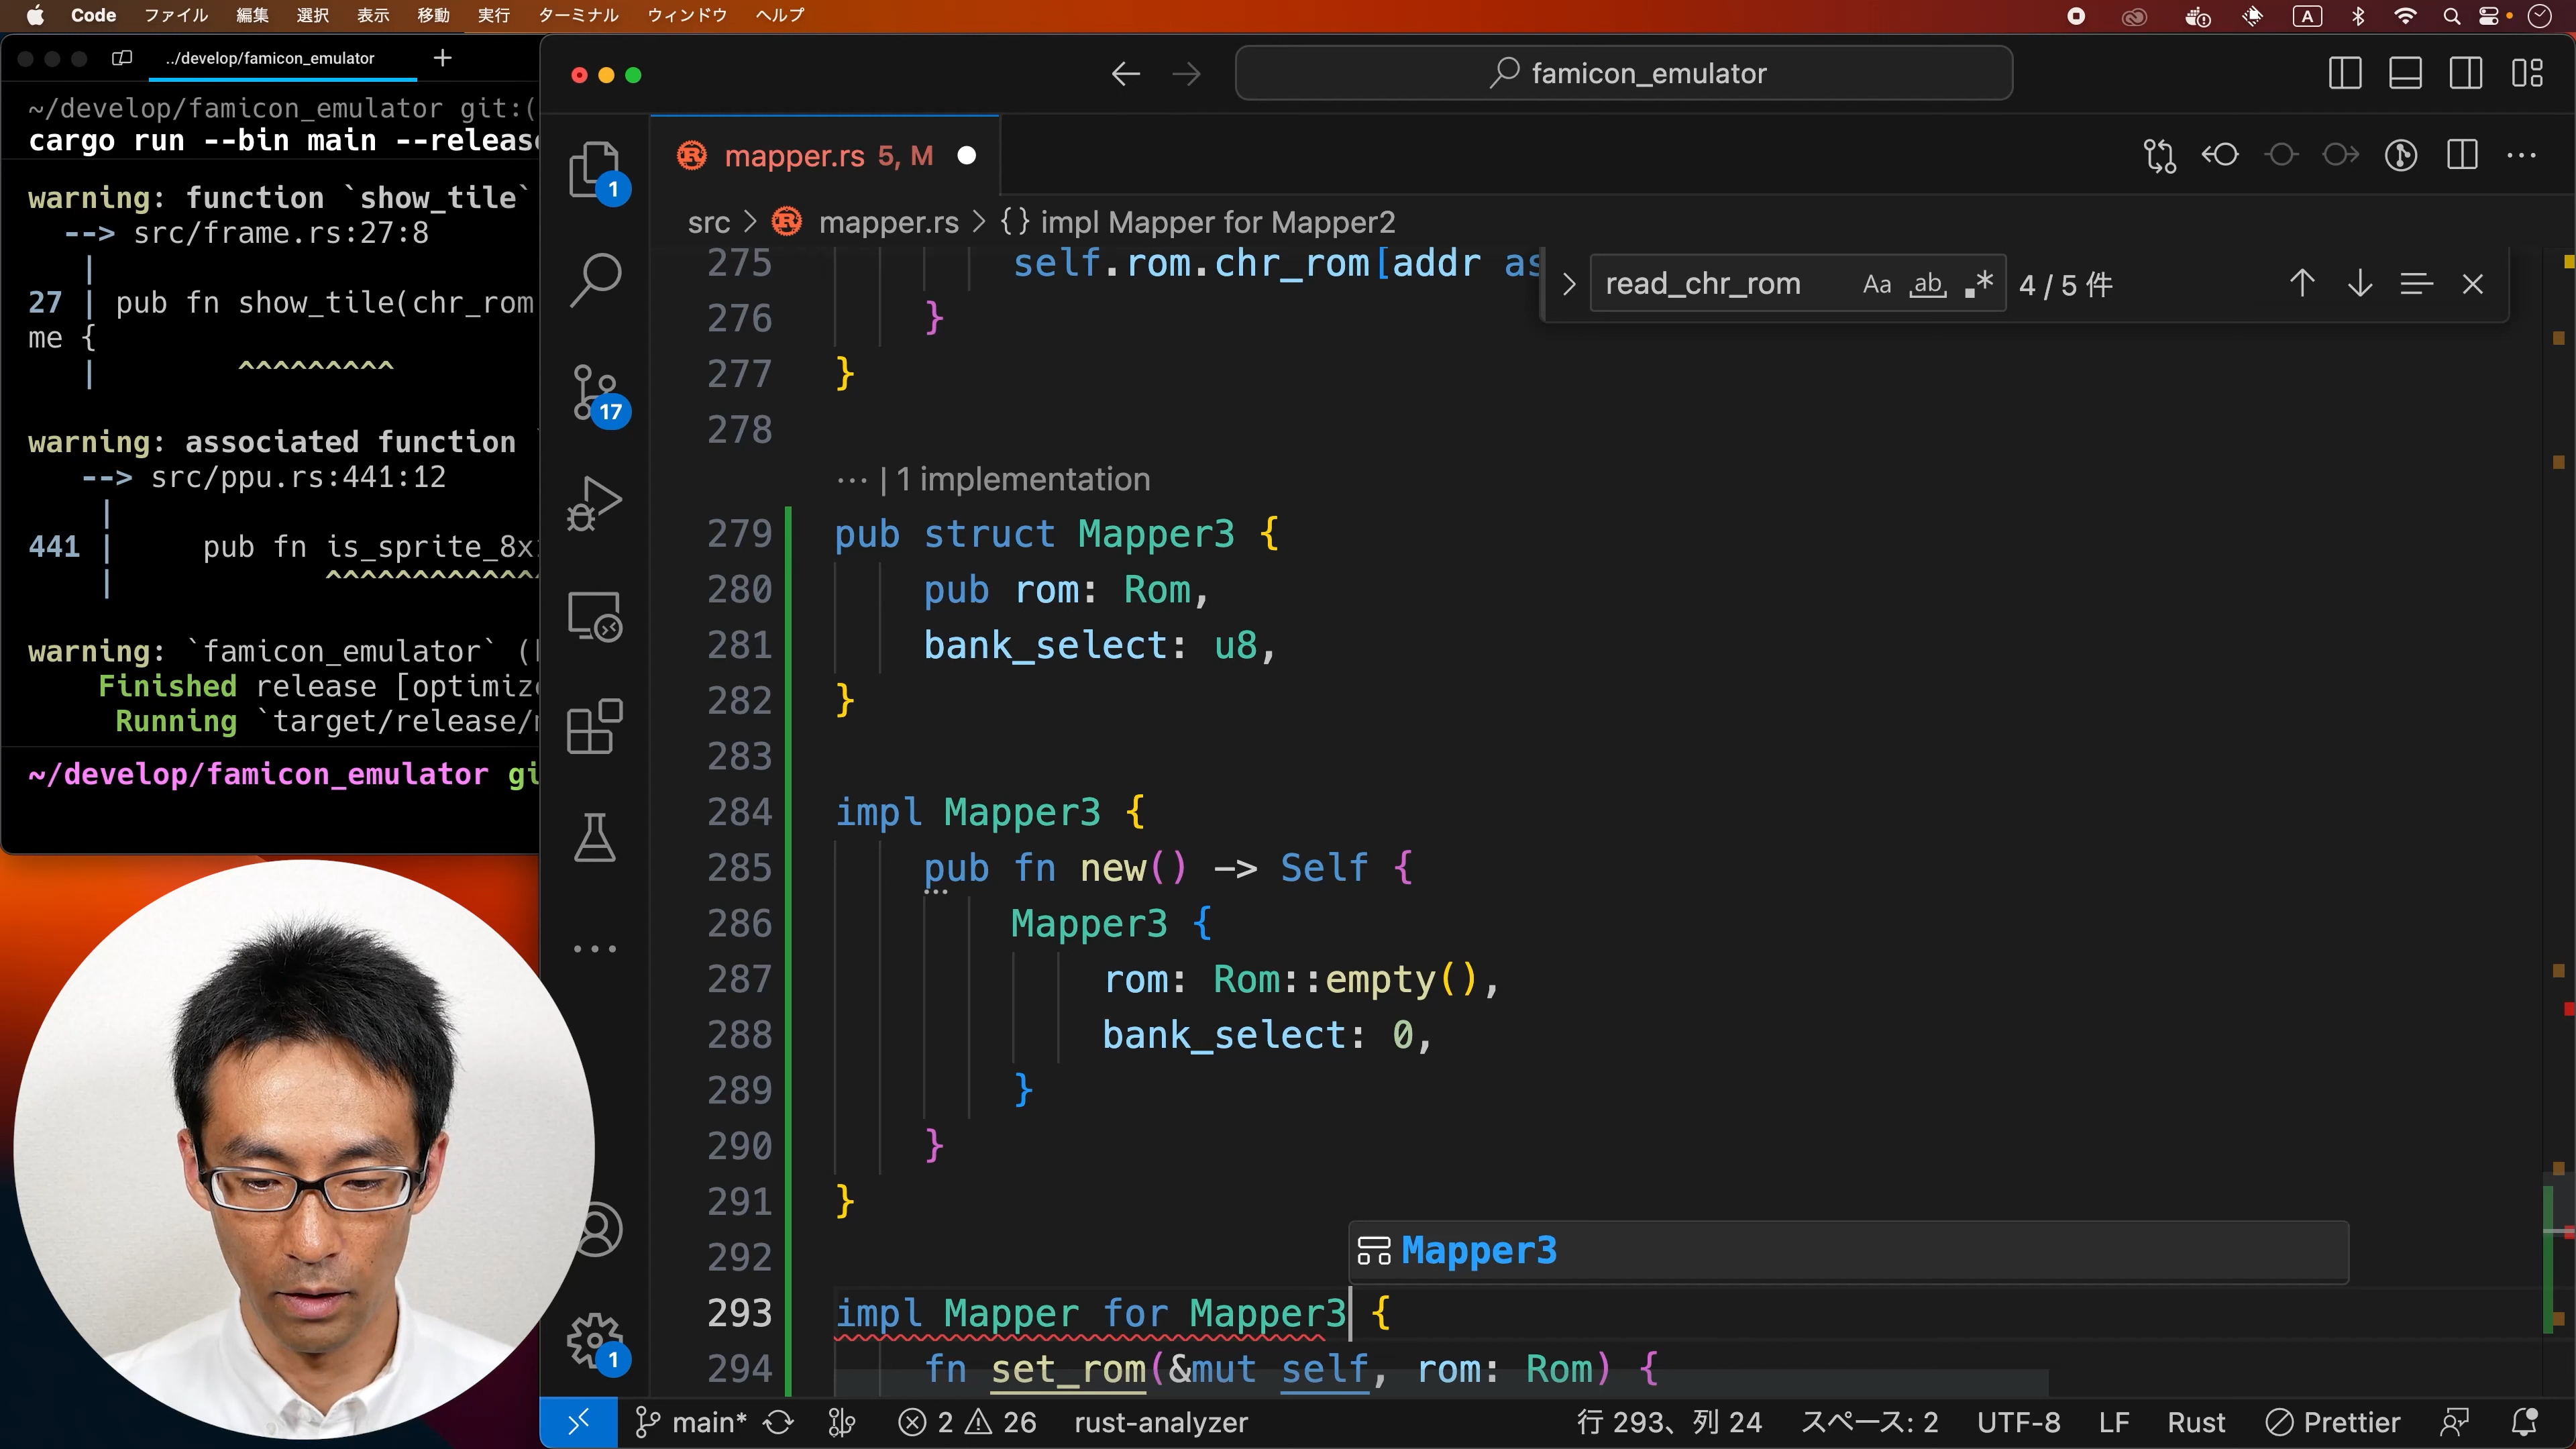 Code ファイル 編集 選択 表示 移動 実行 ターミナル ウィンドウ ヘルプ A
../develop/famicon_emulator
~/develop/famicon_emulator git:(
cargo run --bin main --release
warning: function `show_tile`
--> src/frame.rs:27:8
|
27 | pub fn show_tile(chr_rom
me {
| ^^^^^^^^^
warning: associated function `
--> src/ppu.rs:441:12
|
441 | pub fn is_sprite_8x
| ^^^^^^^^^^^^
warning: `famicon_emulator` (
Finished release [optimize
Running `target/release/
~/develop/famicon_emulator gi
famicon_emulator
mapper.rs 5, M
src > mapper.rs > {} impl Mapper for Mapper2
read_chr_rom Aa ab .* 4 / 5 件
1
17
1
275 self.rom.chr_rom[addr as
276 }
277 }
278
… | 1 implementation
279 pub struct Mapper3 {
280 pub rom: Rom,
281 bank_select: u8,
282 }
283
284 impl Mapper3 {
285 pub fn new() -> Self {
286 Mapper3 {
287 rom: Rom::empty(),
288 bank_select: 0,
289 }
290 }
291 }
292
Mapper3
293 impl Mapper for Mapper3 {
294 fn set_rom(&mut self, rom: Rom) {
main* 2 26 rust-analyzer 行 293、列 24 スペース: 2 UTF-8 LF Rust Prettier